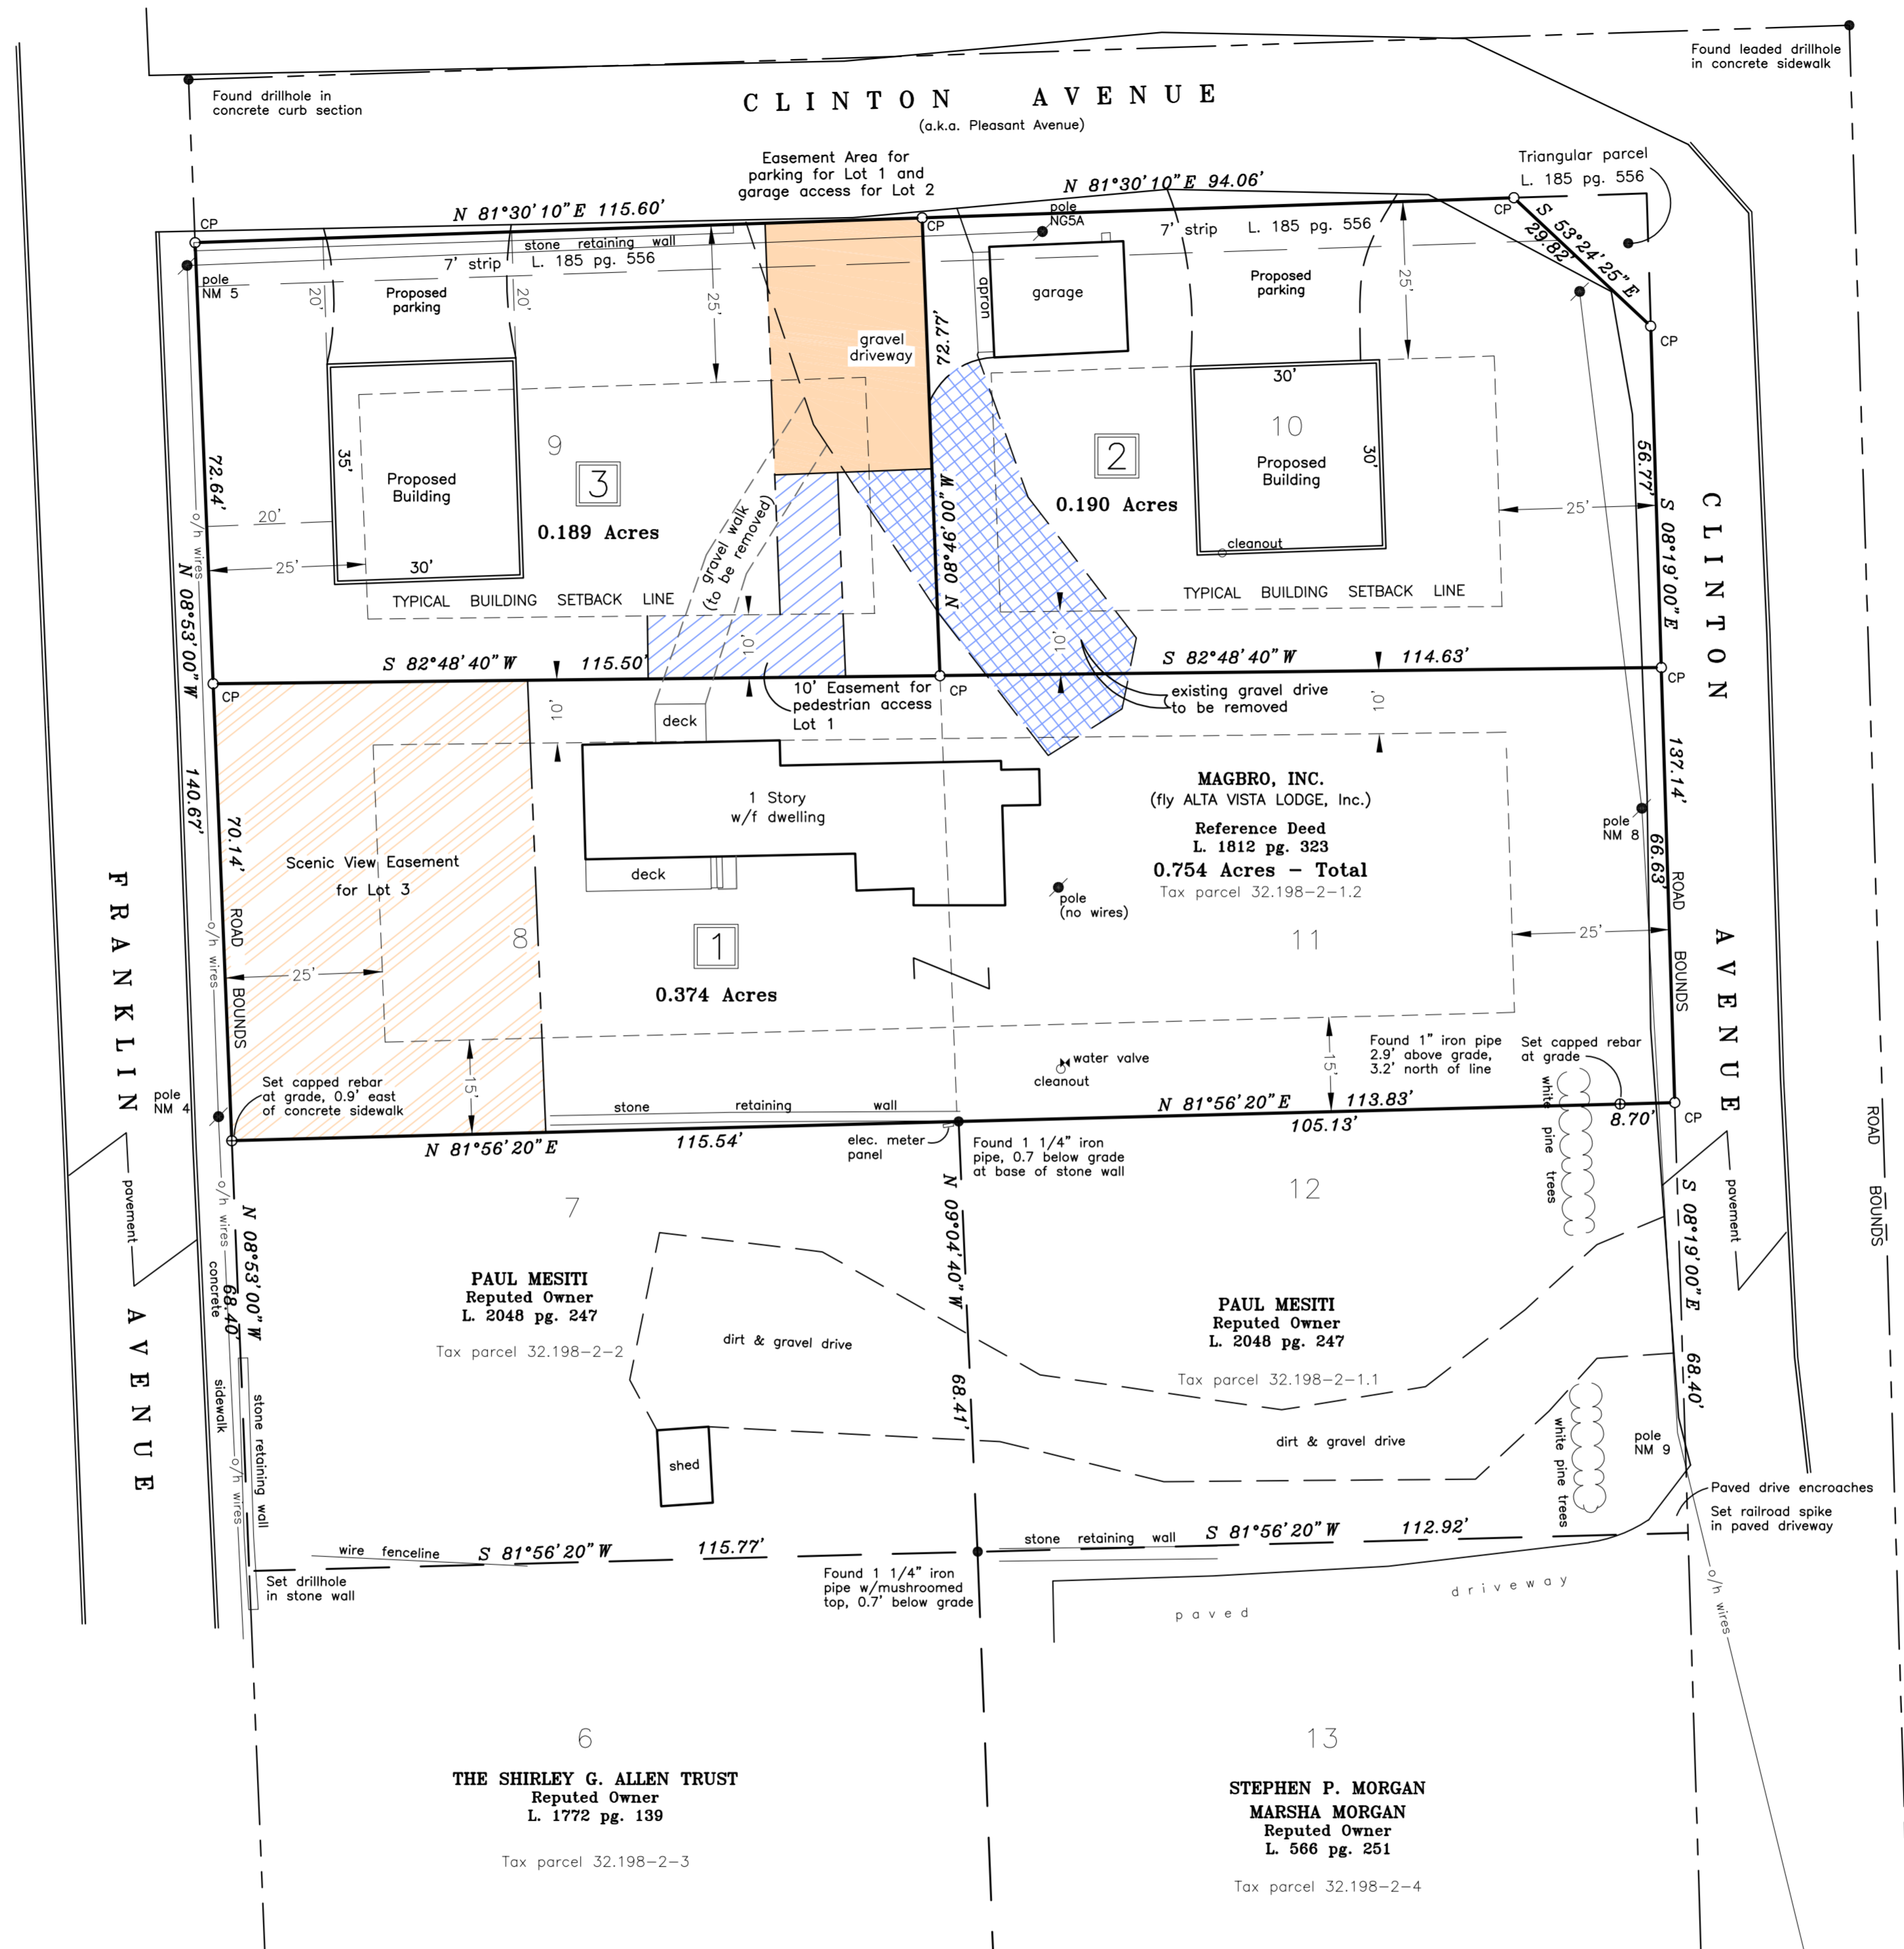 Found drillhole in
concrete curb section
CLINTON AVENUE
(a.k.a. Pleasant Avenue)
Found leaded drillhole
in concrete sidewalk
Easement Area for
parking for Lot 1 and
garage access for Lot 2
Triangular parcel
L. 185 pg. 556
CP
N 81°30'10"E 115.60'
CP
N 81°30'10"E 94.06'
pole
NG5A
CP
S 53°24'25"E
29.82'
CP
stone retaining wall
7' strip L. 185 pg. 556
7' strip L. 185 pg. 556
pole
NM 5
20'
Proposed
parking
20'
25'
gravel
driveway
72.77'
N 08°46'00"W
apron
garage
Proposed
parking
25'
72.64'
o/h wires
N 08°53'00"W
140.67'
35'
Proposed
Building
30'
20'
25'
9
3
0.189 Acres
gravel walk
(to be removed)
2
0.190 Acres
30'
10
Proposed
Building
30'
cleanout
25'
56.77'
S 08°19'00"E
137.14'
CLINTON
AVENUE
TYPICAL BUILDING SETBACK LINE
TYPICAL BUILDING SETBACK LINE
10'
10'
S 82°48'40"W 115.50'
S 82°48'40"W 114.63'
CP
CP
CP
10' Easement for
pedestrian access
Lot 1
existing gravel drive
to be removed
10'
10'
deck
1 Story
w/f dwelling
deck
MAGBRO, INC.
(fly ALTA VISTA LODGE, Inc.)
Reference Deed
L. 1812 pg. 323
0.754 Acres - Total
Tax parcel 32.198-2-1.2
pole
NM 8
66.63'
ROAD BOUNDS
pole
(no wires)
70.14'
Scenic View Easement
for Lot 3
8
ROAD BOUNDS
o/h wires
25'
1
0.374 Acres
11
25'
FRANKLIN
AVENUE
15'
15'
water valve
cleanout
Found 1" iron pipe
2.9' above grade,
3.2' north of line
Set capped rebar
at grade
Set capped rebar
at grade, 0.9' east
of concrete sidewalk
pole
NM 4
stone retaining wall
N 81°56'20"E 115.54'
N 81°56'20"E 113.83'
105.13'
8.70'
CP
elec. meter
panel
Found 1 1/4" iron
pipe, 0.7 below grade
at base of stone wall
white pine trees
ROAD BOUNDS
pavement
pavement
o/h wires
concrete
sidewalk
N 08°53'00"W
68.40'
7
PAUL MESITI
Reputed Owner
L. 2048 pg. 247
Tax parcel 32.198-2-2
N 09°04'40"W
68.41'
12
PAUL MESITI
Reputed Owner
L. 2048 pg. 247
Tax parcel 32.198-2-1.1
S 08°19'00"E
68.40'
dirt & gravel drive
dirt & gravel drive
shed
stone retaining wall
o/h wires
white pine trees
pole
NM 9
Paved drive encroaches
Set railroad spike
in paved driveway
wire fenceline
S 81°56'20"W 115.77'
stone retaining wall
S 81°56'20"W 112.92'
Set drillhole
in stone wall
Found 1 1/4" iron
pipe w/mushroomed
top, 0.7' below grade
paved driveway
o/h wires
6
THE SHIRLEY G. ALLEN TRUST
Reputed Owner
L. 1772 pg. 139
Tax parcel 32.198-2-3
13
STEPHEN P. MORGAN
MARSHA MORGAN
Reputed Owner
L. 566 pg. 251
Tax parcel 32.198-2-4